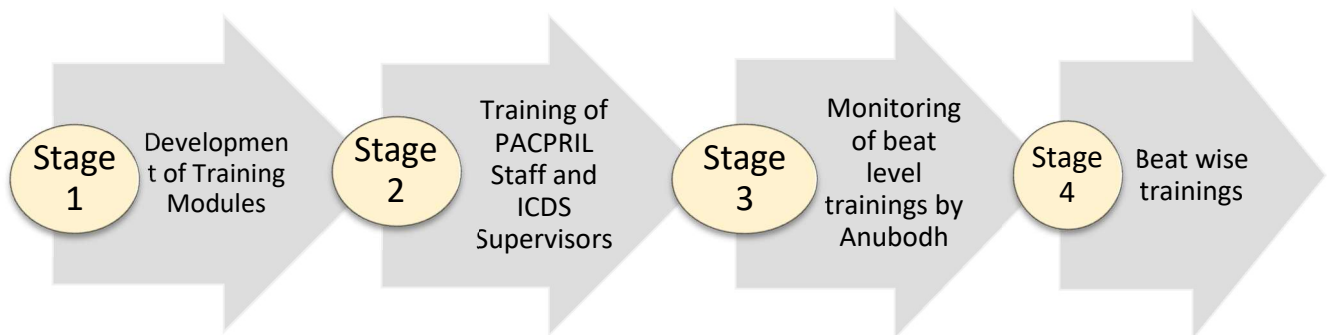 Stage
1
Developmen
t of Training
Modules
Stage
2
Training of
PACPRIL
Staff and
ICDS
Supervisors
Stage
3
Monitoring
of beat
level
trainings by
Anubodh
Stage
4
Beat wise
trainings